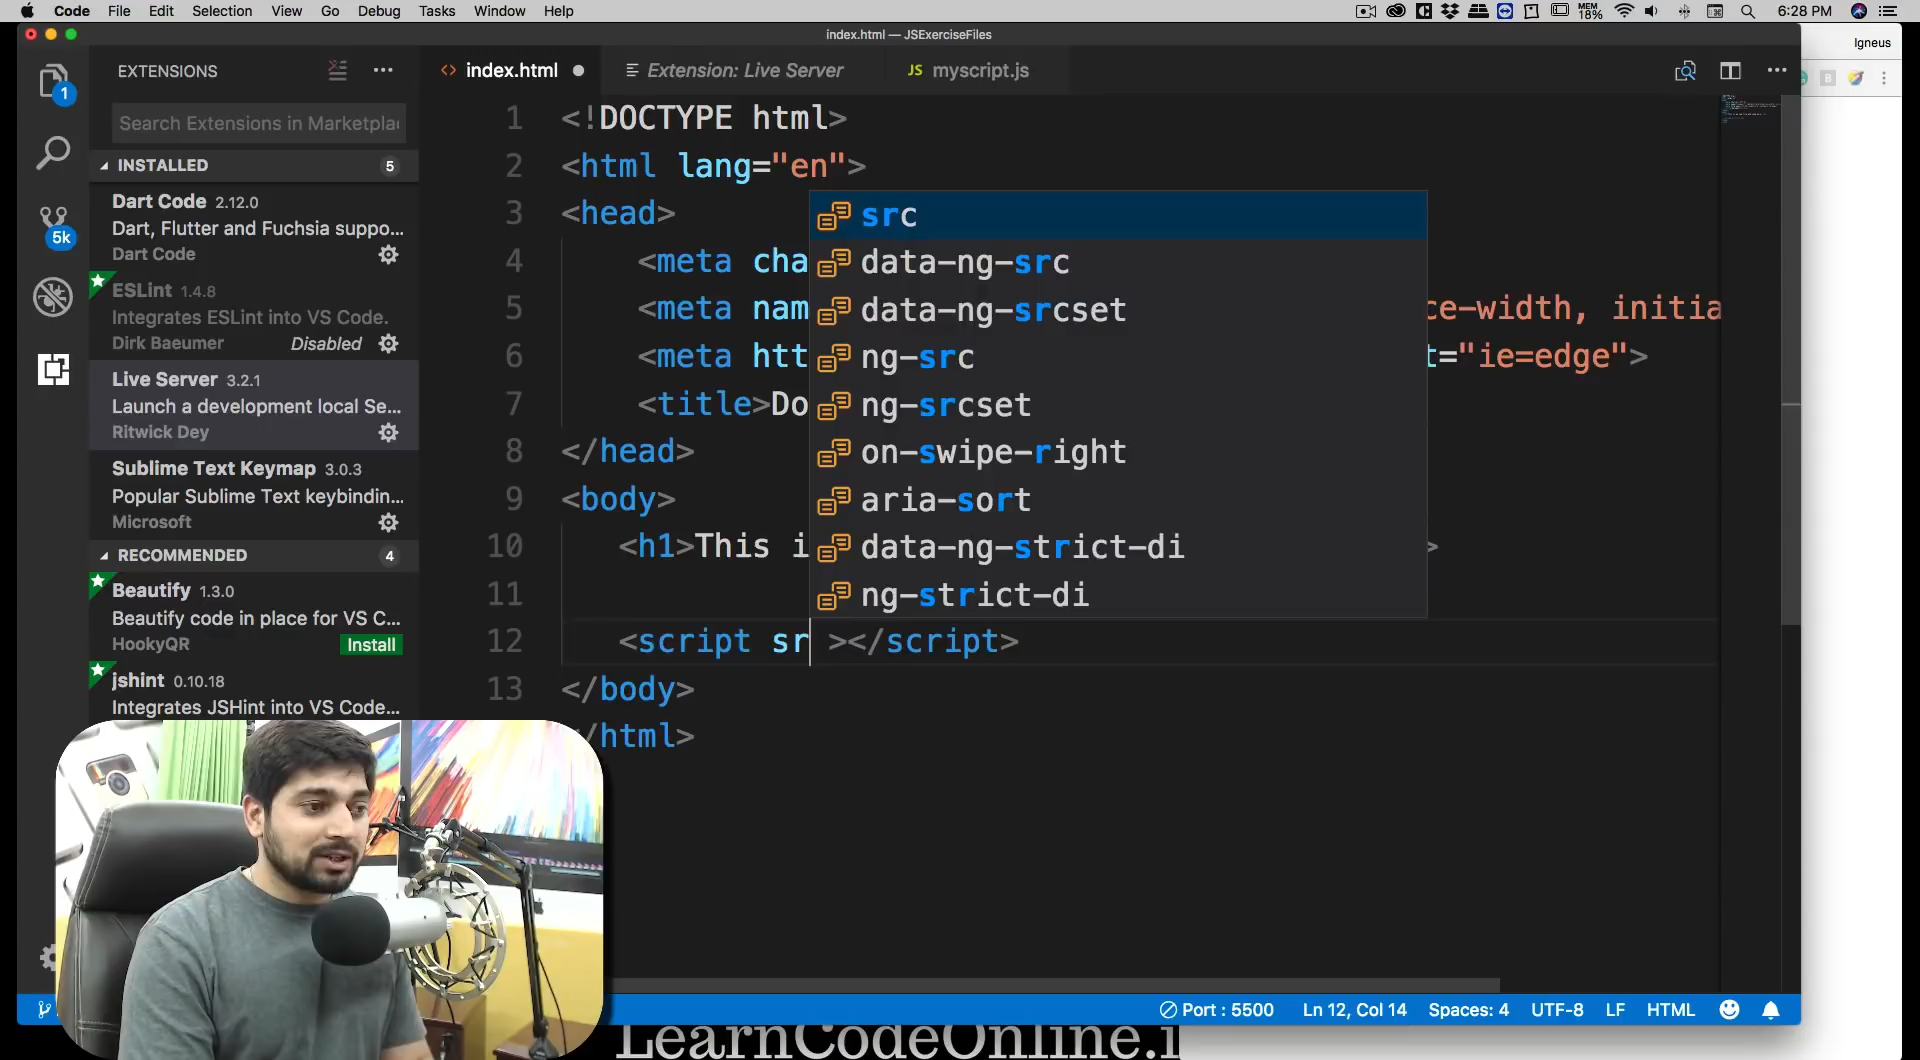 Code File Edit Selection View Go Debug Tasks Window Help MEM 18% 6:28 PM
index.html — JSExerciseFiles
Igneus
EXTENSIONS
index.html
Extension: Live Server
JS myscript.js
1
Search Extensions in Marketpla
INSTALLED 5
Dart Code 2.12.0
Dart, Flutter and Fuchsia suppo...
Dart Code
5k
ESLint 1.4.8
Integrates ESLint into VS Code.
Dirk Baeumer Disabled
Live Server 3.2.1
Launch a development local Se...
Ritwick Dey
Sublime Text Keymap 3.0.3
Popular Sublime Text keybindin...
Microsoft
RECOMMENDED 4
Beautify 1.3.0
Beautify code in place for VS C...
HookyQR Install
jshint 0.10.18
Integrates JSHint into VS Code...
1 <!DOCTYPE html>
2 <html lang="en">
3 <head>
4 <meta cha
5 <meta nam ce-width, initia
6 <meta htt t="ie=edge">
7 <title>Do
8 </head>
9 <body>
10 <h1>This i >
11
12 <script sr ></script>
13 </body>
/html>
src
data-ng-src
data-ng-srcset
ng-src
ng-srcset
on-swipe-right
aria-sort
data-ng-strict-di
ng-strict-di
Port : 5500 Ln 12, Col 14 Spaces: 4 UTF-8 LF HTML
LearnCodeOnline.i